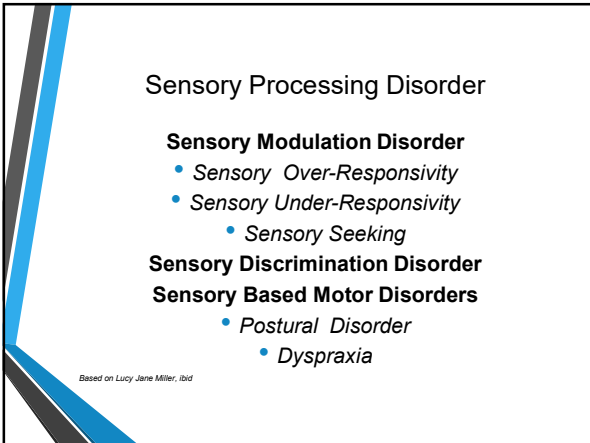 Sensory Processing Disorder
Sensory Modulation Disorder
• Sensory Over-Responsivity
• Sensory Under-Responsivity
• Sensory Seeking
Sensory Discrimination Disorder
Sensory Based Motor Disorders
• Postural Disorder
• Dyspraxia
Based on Lucy Jane Miller, ibid